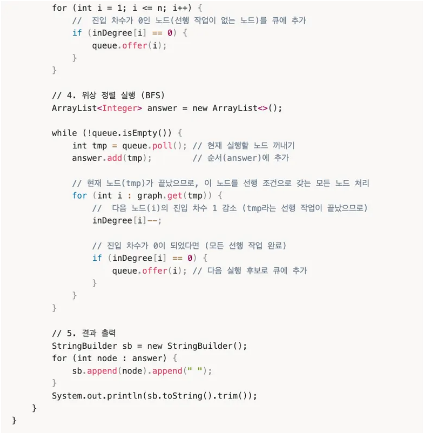 for (int i = 1; i <= n; i++) {
// 진입 차수가 0인 노드(선행 작업이 없는 노드)를 큐에 추가
if (inDegree[i] == 0) {
queue.offer(i);
}
}
// 4. 위상 정렬 실행 (BFS)
ArrayList<Integer> answer = new ArrayList<>();
while (!queue.isEmpty()) {
int tmp = queue.poll(); // 현재 실행할 노드 꺼내기
answer.add(tmp); // 순서(answer)에 추가
// 현재 노드(tmp)가 끝났으므로, 이 노드를 선행 조건으로 갖는 모든 노드 처리
for (int i : graph.get(tmp)) {
// 다음 노드(i)의 진입 차수 1 감소 (tmp라는 선행 작업이 끝났으므로)
inDegree[i]--;
// 진입 차수가 0이 되었다면 (모든 선행 작업 완료)
if (inDegree[i] == 0) {
queue.offer(i); // 다음 실행 후보로 큐에 추가
}
}
}
// 5. 결과 출력
StringBuilder sb = new StringBuilder();
for (int node : answer) {
sb.append(node).append(" ");
}
System.out.println(sb.toString().trim());
}
}